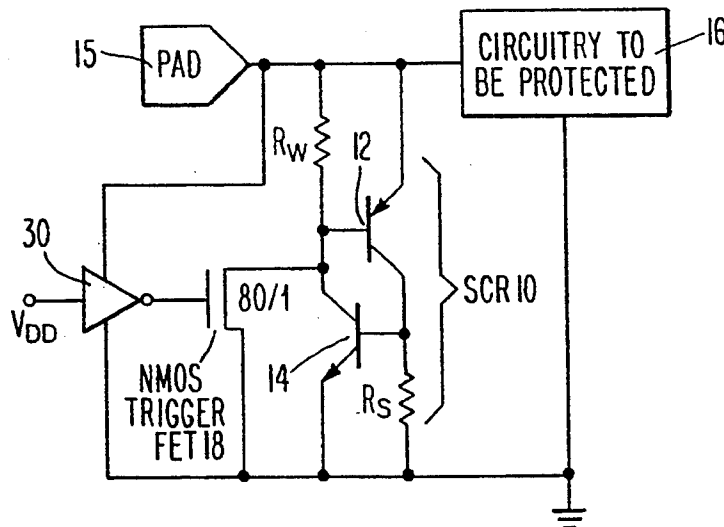 15
PAD
CIRCUITRY TO
BE PROTECTED
16
RW
12
30
VDD
80/1
SCR 10
NMOS
TRIGGER
FET 18
14
RS